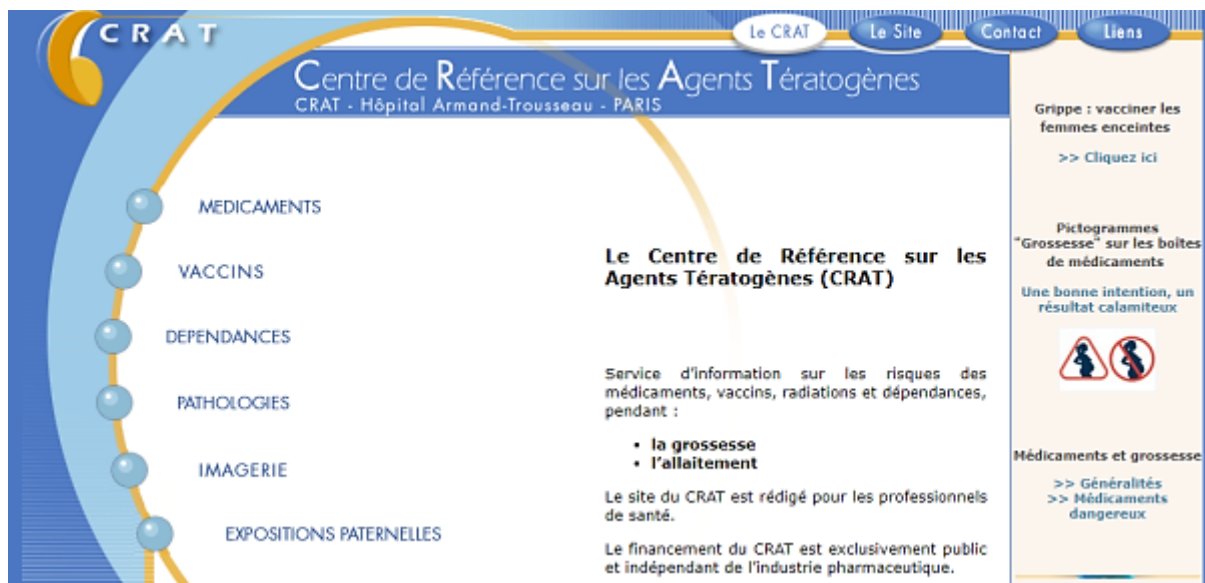 CRAT
Le CRAT
Le Site
Contact
Liens
Centre de Référence sur les Agents Tératogènes
CRAT - Hôpital Armand-Trousseau - PARIS
MEDICAMENTS
VACCINS
DEPENDANCES
PATHOLOGIES
IMAGERIE
EXPOSITIONS PATERNELLES
Le Centre de Référence sur les
Agents Tératogènes (CRAT)
Service d'information sur les risques des
médicaments, vaccins, radiations et dépendances,
pendant :
• la grossesse
• l'allaitement
Le site du CRAT est rédigé pour les professionnels
de santé.
Le financement du CRAT est exclusivement public
et indépendant de l'industrie pharmaceutique.
Grippe : vacciner les
femmes enceintes
>> Cliquez ici
Pictogrammes
"Grossesse" sur les boîtes
de médicaments
Une bonne intention, un
résultat calamiteux
Médicaments et grossesse
>> Généralités
>> Médicaments
dangereux